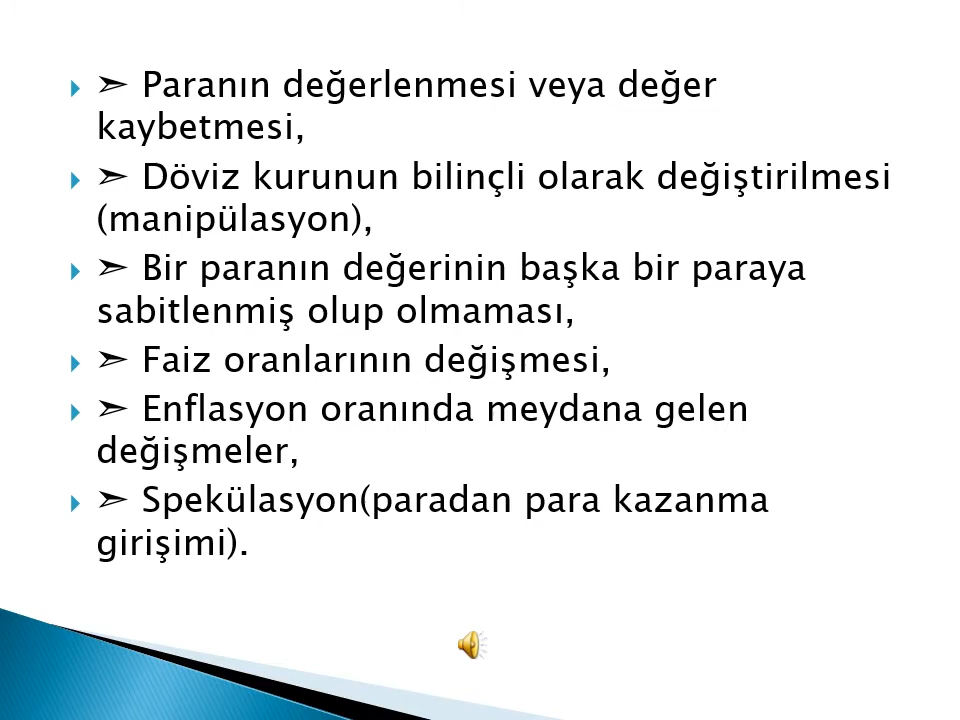 ➣ Paranın değerlenmesi veya değer
kaybetmesi,
➣ Döviz kurunun bilinçli olarak değiştirilmesi
(manipülasyon),
➣ Bir paranın değerinin başka bir paraya
sabitlenmiş olup olmaması,
➣ Faiz oranlarının değişmesi,
➣ Enflasyon oranında meydana gelen
değişmeler,
➣ Spekülasyon(paradan para kazanma
girişimi).